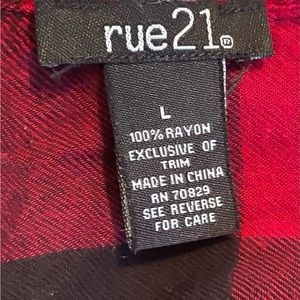 rue21®
L
100% RAYON
EXCLUSIVE OF
TRIM
MADE IN CHINA
RN 70829
SEE REVERSE
FOR CARE